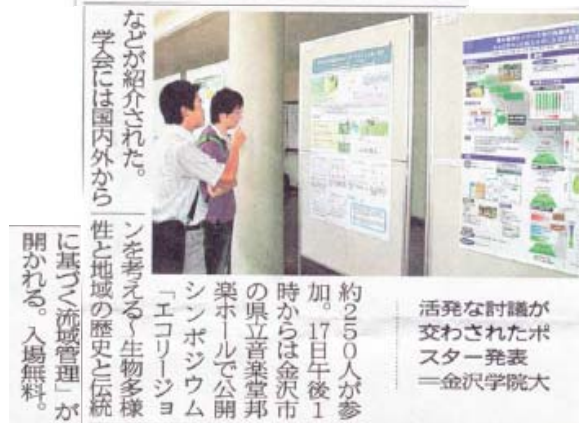 などが紹介された。
学会には国内外から
約250人が参
加。17日午後1
時からは金沢市
の県立音楽堂邦
楽ホールで公開
シンポジウム
「エコリージョ
ンを考える〜生物多様
性と地域の歴史と伝統
に基づく流域管理」が
開かれる。入場無料。
活発な討議が
交わされたポ
スター発表
＝金沢学院大